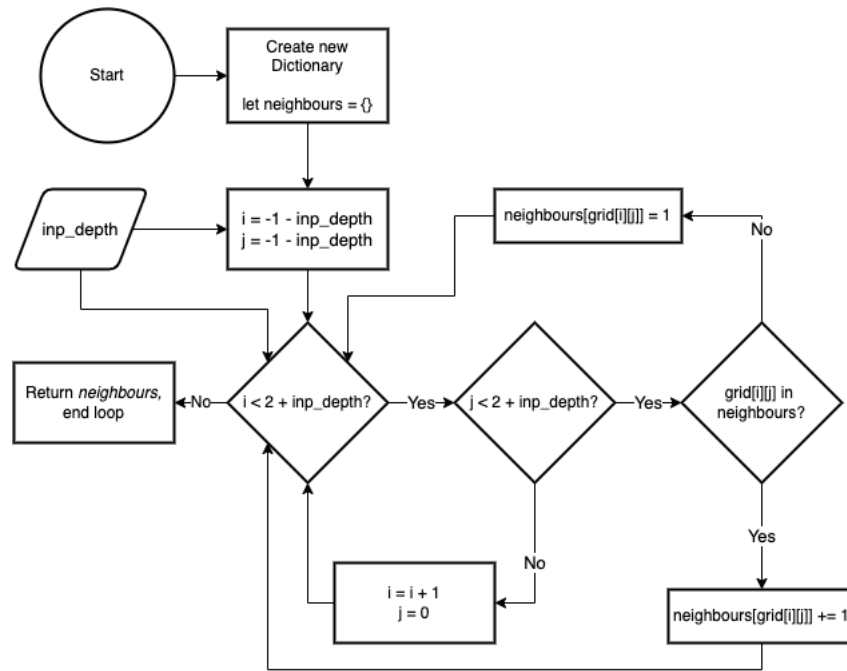 Start
Create new
Dictionary
let neighbours = {}
inp_depth
i = -1 - inp_depth
j = -1 - inp_depth
neighbours[grid[i][j]] = 1
No
Return neighbours,
end loop
No
i < 2 + inp_depth?
Yes
j < 2 + inp_depth?
Yes
grid[i][j] in
neighbours?
No
i = i + 1
j = 0
Yes
neighbours[grid[i][j]] += 1